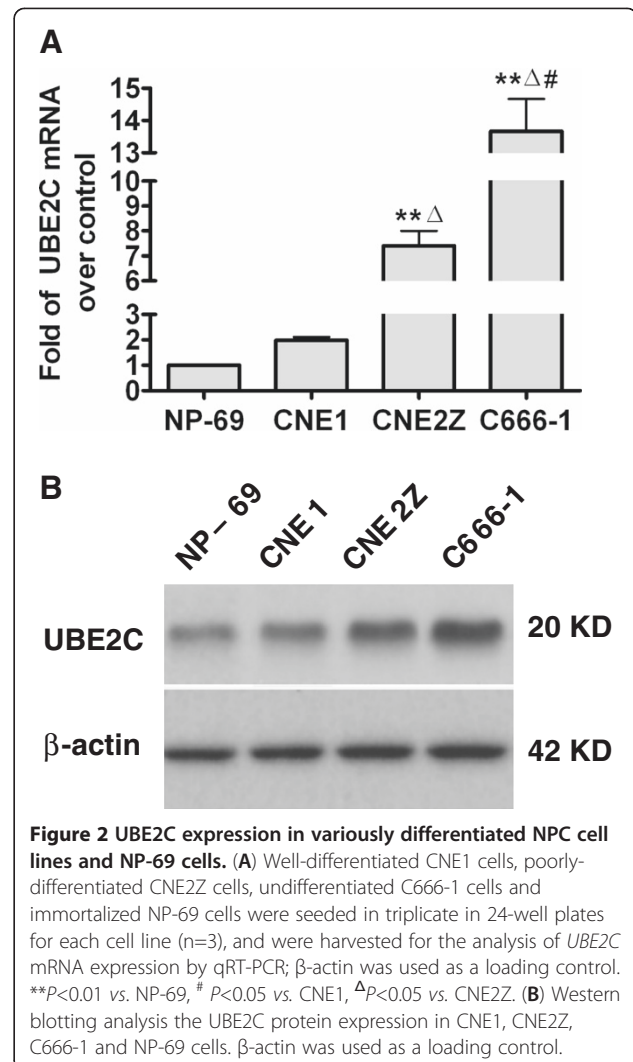 A
Fold of UBE2C mRNA
over control
15
14
13
10
9
8
7
6
3
2
1
0
**Δ
**Δ#
NP-69 CNE1 CNE2Z C666-1
B
NP–69 CNE1 CNE2Z C666-1
UBE2C 20 KD
β-actin 42 KD
Figure 2 UBE2C expression in variously differentiated NPC cell
lines and NP-69 cells. (A) Well-differentiated CNE1 cells, poorly-
differentiated CNE2Z cells, undifferentiated C666-1 cells and
immortalized NP-69 cells were seeded in triplicate in 24-well plates
for each cell line (n=3), and were harvested for the analysis of UBE2C
mRNA expression by qRT-PCR; β-actin was used as a loading control.
**P<0.01 vs. NP-69, # P<0.05 vs. CNE1, ΔP<0.05 vs. CNE2Z. (B) Western
blotting analysis the UBE2C protein expression in CNE1, CNE2Z,
C666-1 and NP-69 cells. β-actin was used as a loading control.